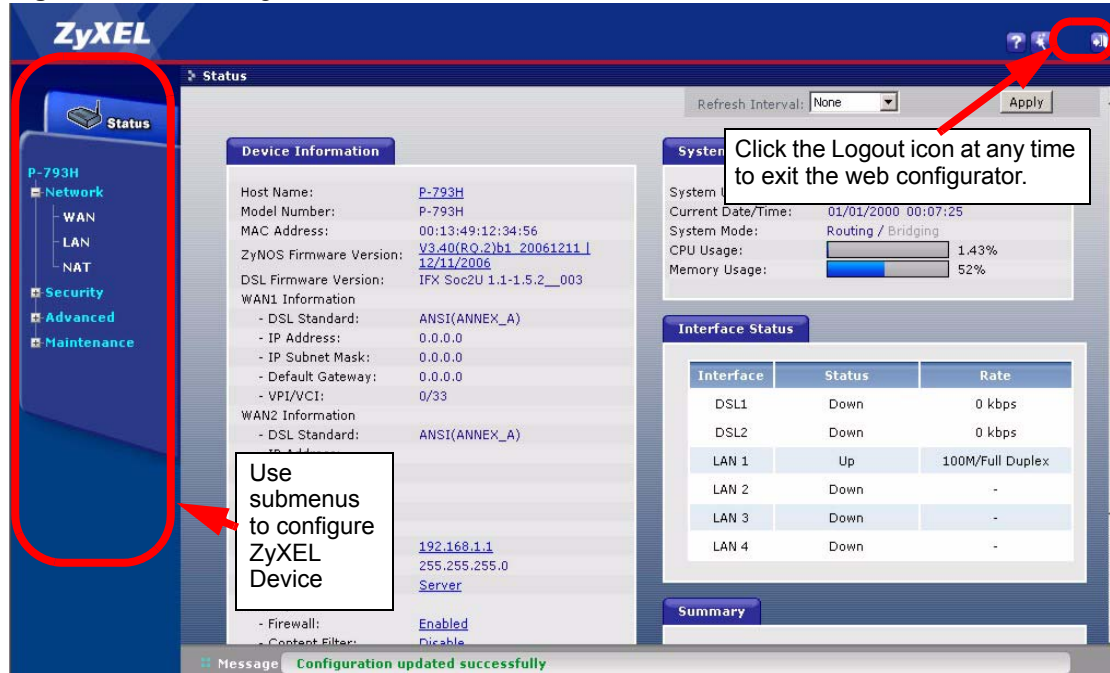 ZyXEL
Status
Status
Refresh Interval: None Apply
P-793H
Network
WAN
LAN
NAT
Security
Advanced
Maintenance
Device Information
Host Name: P-793H
Model Number: P-793H
MAC Address: 00:13:49:12:34:56
ZyNOS Firmware Version: V3.40(RQ.2)b1_20061211 |
12/11/2006
DSL Firmware Version: IFX Soc2U 1.1-1.5.2__003
WAN1 Information
- DSL Standard: ANSI(ANNEX_A)
- IP Address: 0.0.0.0
- IP Subnet Mask: 0.0.0.0
- Default Gateway: 0.0.0.0
- VPI/VCI: 0/33
WAN2 Information
- DSL Standard: ANSI(ANNEX_A)
Use
submenus
to configure
ZyXEL
Device
192.168.1.1
255.255.255.0
Server
- Firewall: Enabled
- Content Filter: Disable
Click the Logout icon at any time
to exit the web configurator.
System
Current Date/Time: 01/01/2000 00:07:25
System Mode: Routing / Bridging
CPU Usage: 1.43%
Memory Usage: 52%
Interface Status
Interface Status Rate
DSL1 Down 0 kbps
DSL2 Down 0 kbps
LAN 1 Up 100M/Full Duplex
LAN 2 Down -
LAN 3 Down -
LAN 4 Down -
Summary
Message Configuration updated successfully